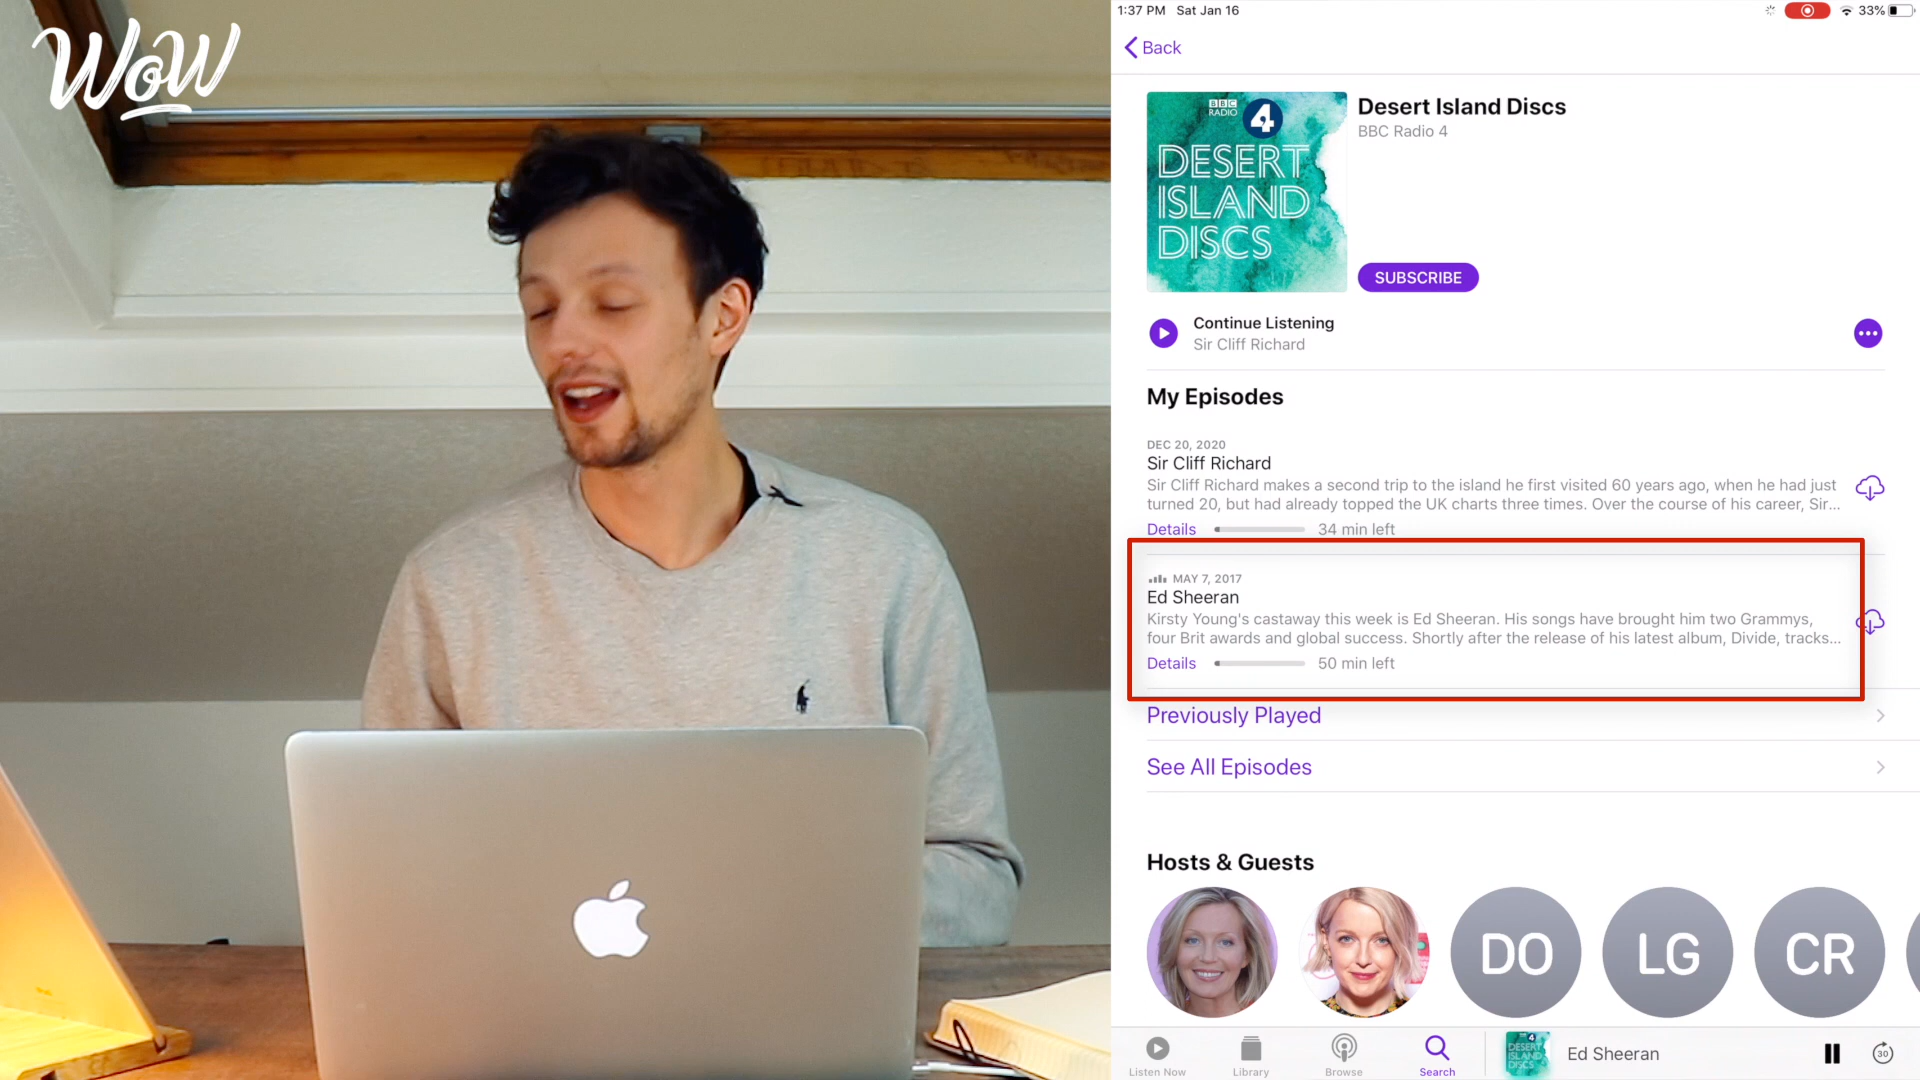 WoW
1:37 PM Sat Jan 16
33%
Back
BBC
RADIO
4
DESERT
ISLAND
DISCS
Desert Island Discs
BBC Radio 4
SUBSCRIBE
Continue Listening
Sir Cliff Richard
My Episodes
DEC 20, 2020
Sir Cliff Richard
Sir Cliff Richard makes a second trip to the island he first visited 60 years ago, when he had just
turned 20, but had already topped the UK charts three times. Over the course of his career, Sir...
Details 34 min left
MAY 7, 2017
Ed Sheeran
Kirsty Young's castaway this week is Ed Sheeran. His songs have brought him two Grammys,
four Brit awards and global success. Shortly after the release of his latest album, Divide, tracks...
Details 50 min left
Previously Played
See All Episodes
Hosts & Guests
DO
LG
CR
Listen Now
Library
Browse
Search
4
DESERT
ISLAND
DISCS
Ed Sheeran
30